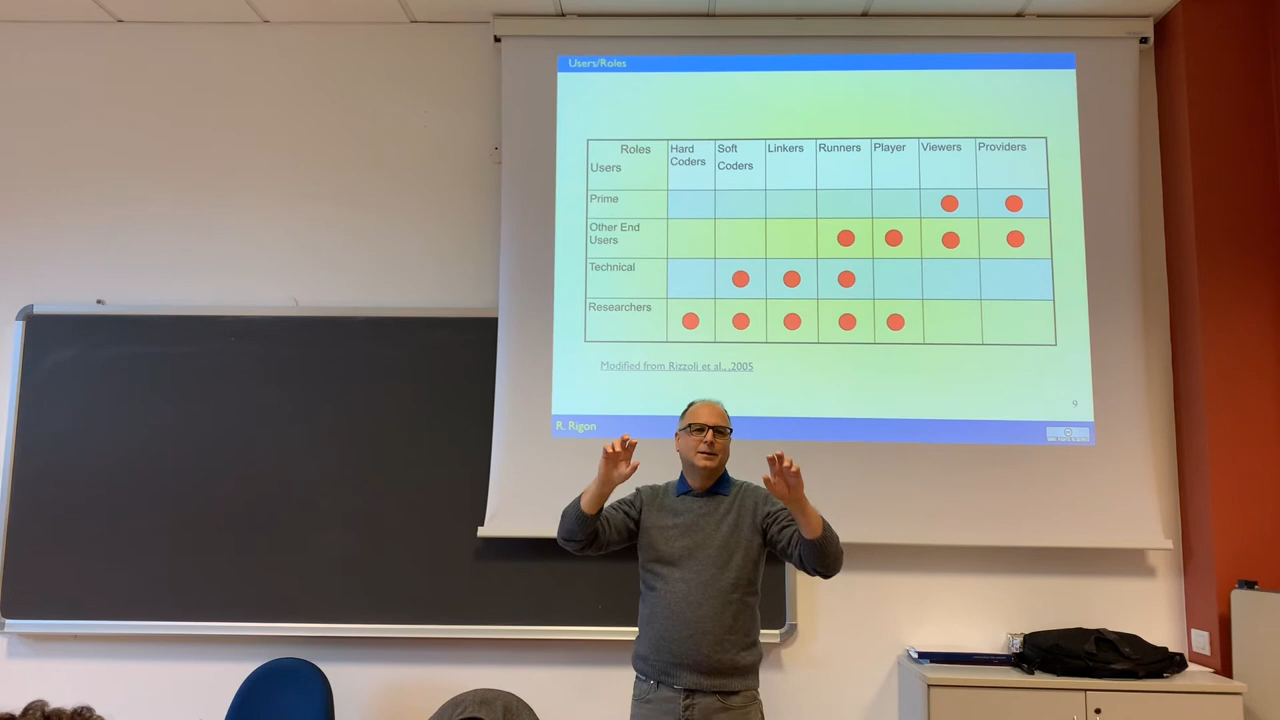 Users/Roles
Roles
Users
Hard Coders
Soft Coders
Linkers
Runners
Player
Viewers
Providers
Prime
Other End Users
Technical
Researchers
Modified from Rizzoli et al., ,2005
9
R. Rigon